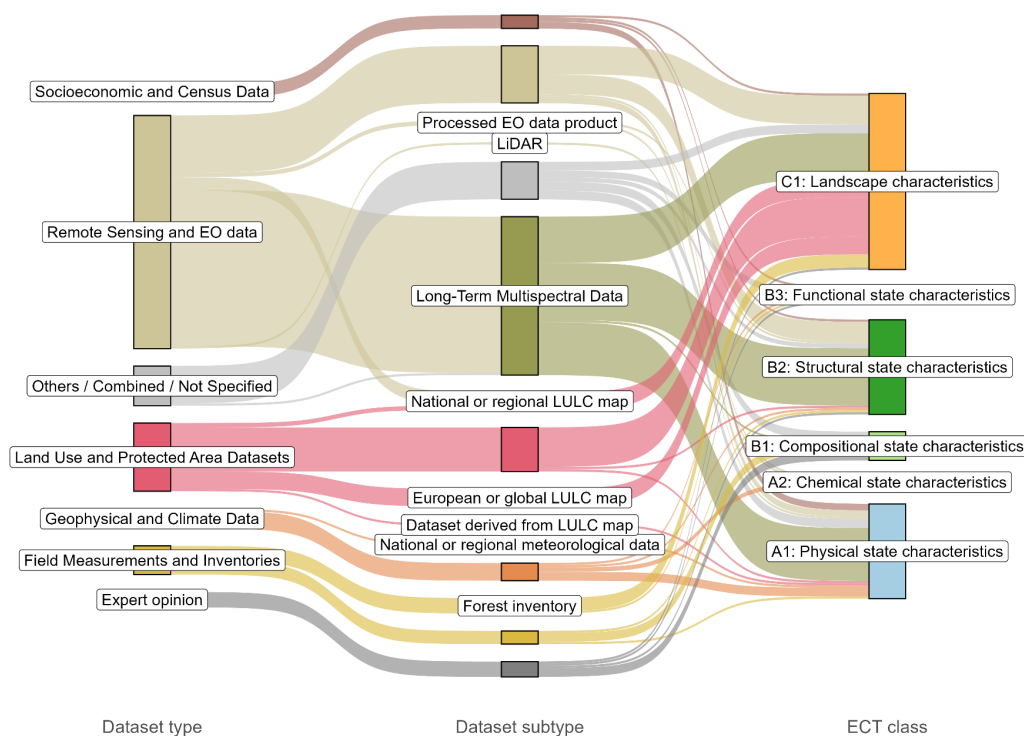 Socioeconomic and Census Data
Remote Sensing and EO data
Others / Combined / Not Specified
Land Use and Protected Area Datasets
Geophysical and Climate Data
Field Measurements and Inventories
Expert opinion
Processed EO data product
LiDAR
Long-Term Multispectral Data
National or regional LULC map
European or global LULC map
Dataset derived from LULC map
National or regional meteorological data
Forest inventory
C1: Landscape characteristics
B3: Functional state characteristics
B2: Structural state characteristics
B1: Compositional state characteristics
A2: Chemical state characteristics
A1: Physical state characteristics
Dataset type
Dataset subtype
ECT class